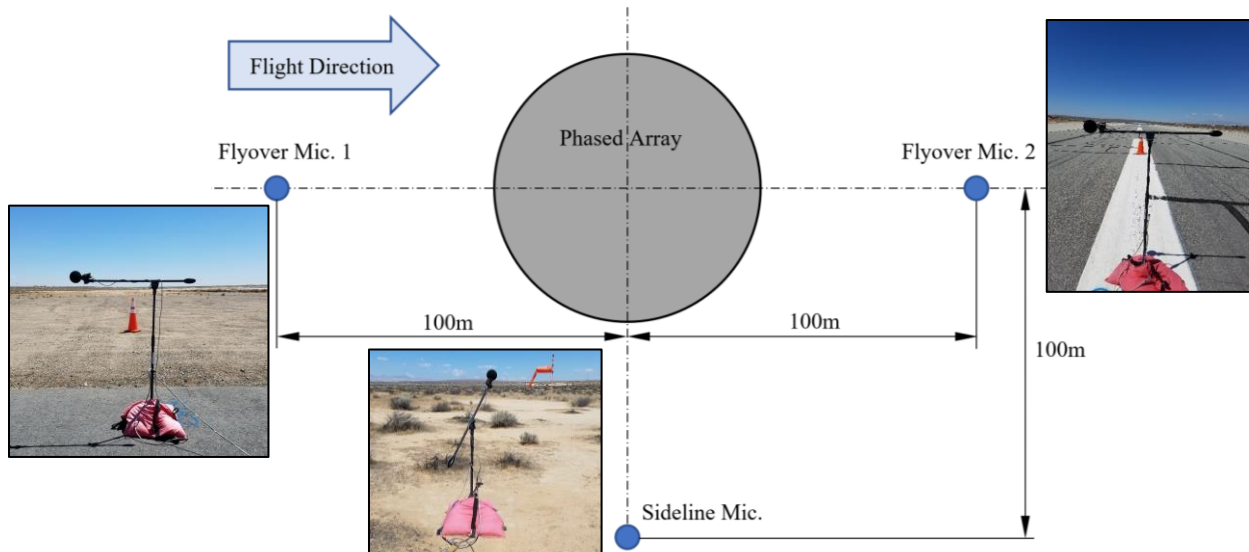 Flight Direction
Phased Array
Flyover Mic. 1
Flyover Mic. 2
100m
100m
100m
Sideline Mic.